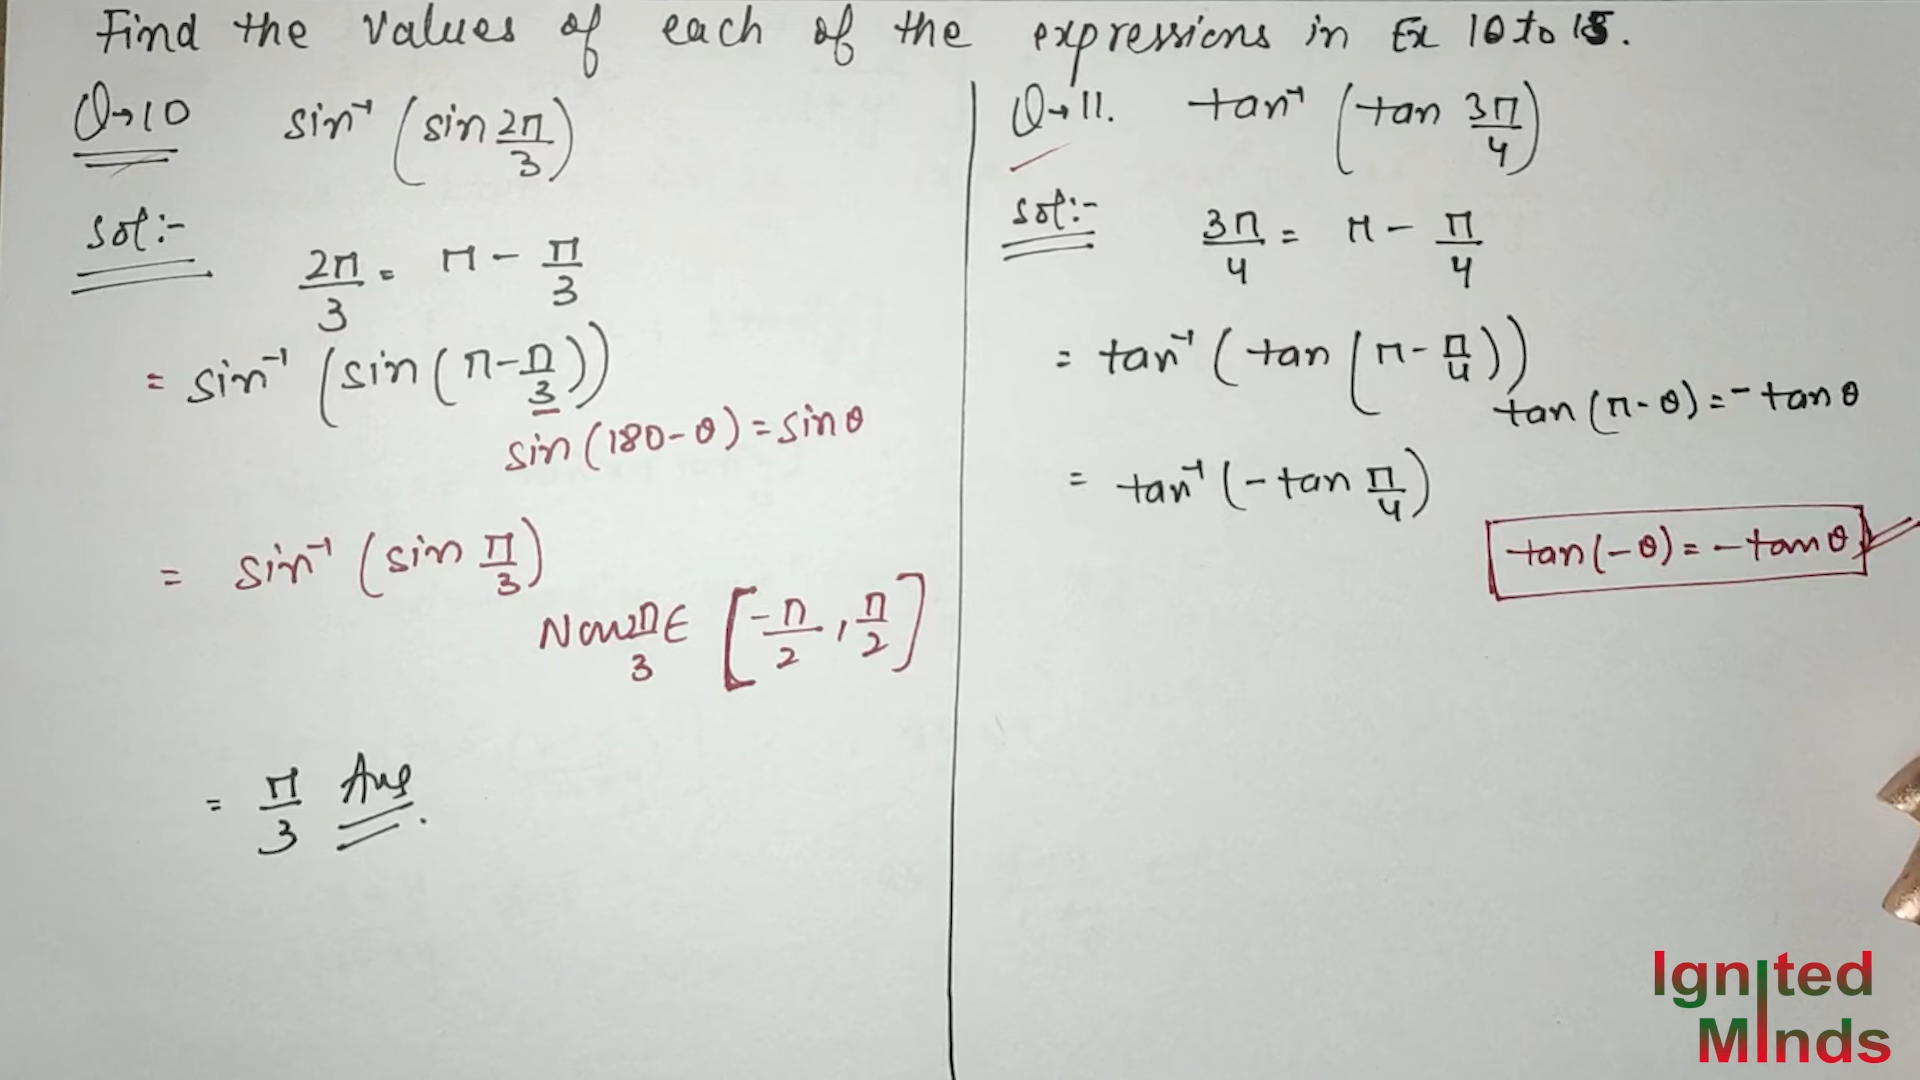 Find the values of each of the expressions in Ex 10 to 15.
Q→10 sin⁻¹ (sin 2π/3)
Sol:-
2π/3 = π - π/3
= sin⁻¹ (sin (π - π/3))
sin (180 - θ) = sin θ
= sin⁻¹ (sin π/3)
Now 2π/3 ∈ [-π/2, π/2]
= π/3 Ans.
Q→11. tan⁻¹ (tan 3π/4)
Sol:-
3π/4 = π - π/4
= tan⁻¹ (tan (π - π/4))
tan (π - θ) = - tan θ
= tan⁻¹ (- tan π/4)
tan (- θ) = - tan θ
Ignited
Minds